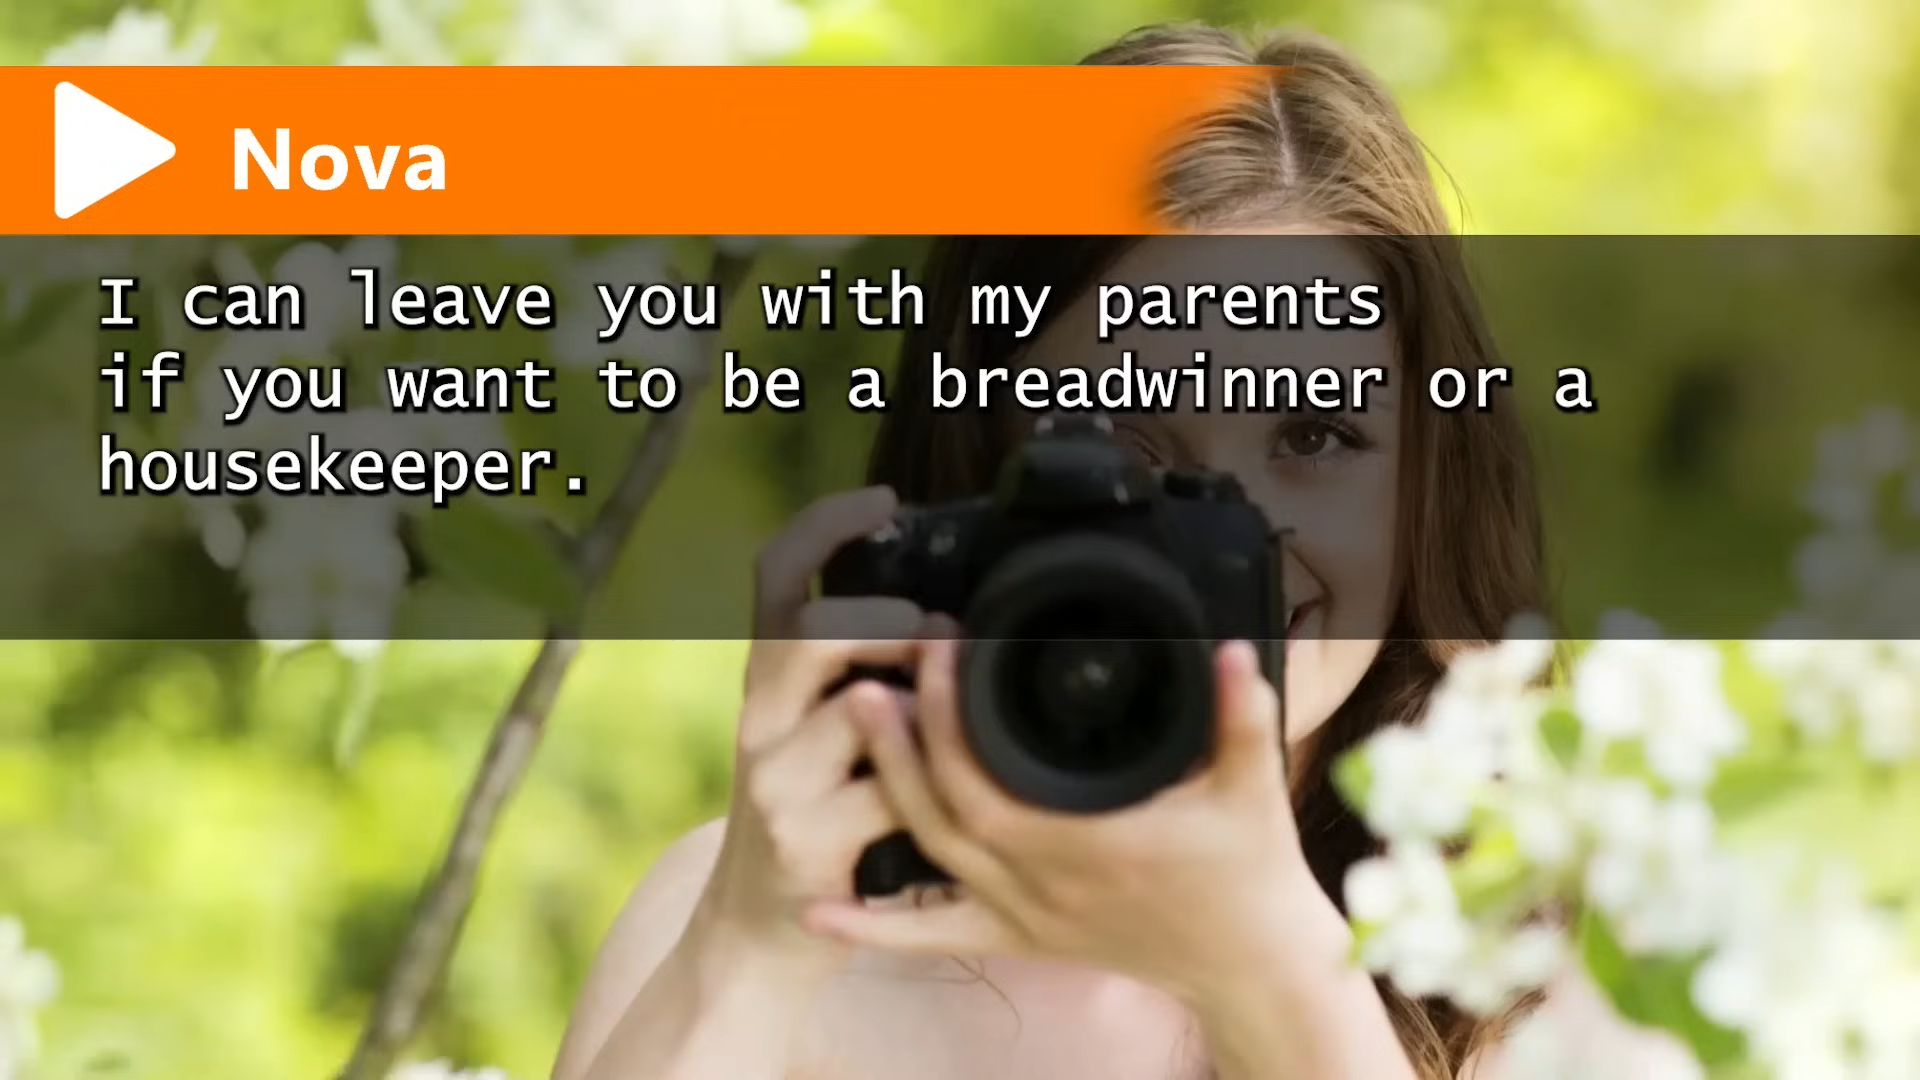 Nova
I can leave you with my parents
if you want to be a breadwinner or a
housekeeper.